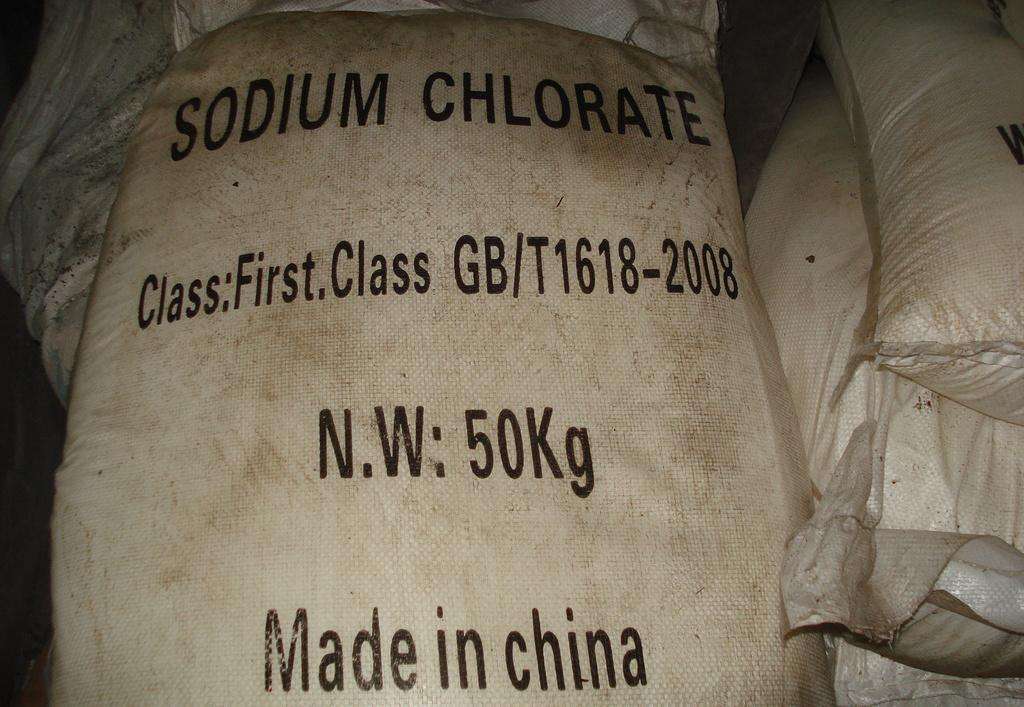 SODIUM CHLORATE
Class:First.Class GB/T1618-2008
N.W: 50Kg
Made in china